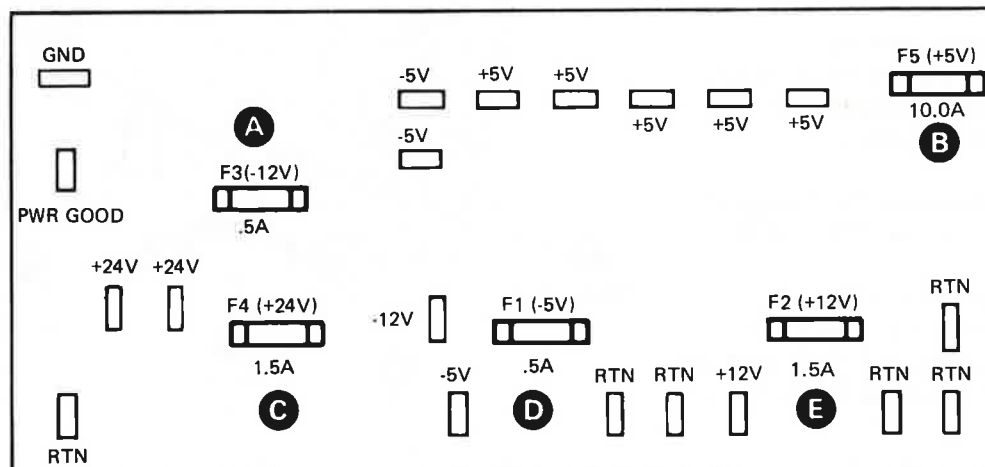 GND
-5V +5V +5V
F5 (+5V)
+5V +5V +5V
10.0A
A
B
-5V
F3(-12V)
PWR GOOD
.5A
+24V +24V
RTN
F4 (+24V)
F1 (-5V)
F2 (+12V)
-12V
1.5A
-5V
.5A
RTN RTN +12V
1.5A
RTN RTN
C
D
E
RTN